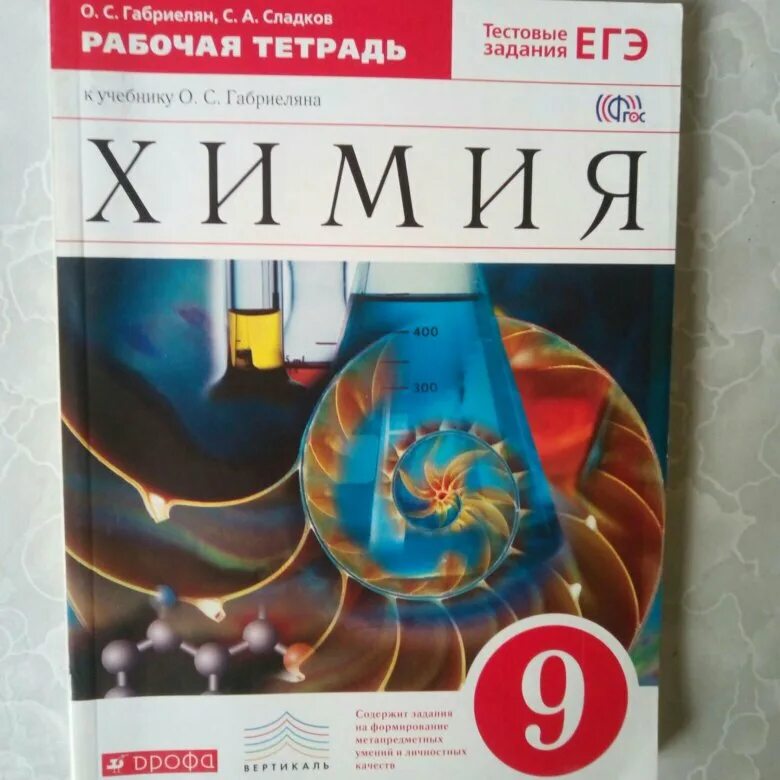 О. С. Габриелян, С. А. Сладков
РАБОЧАЯ ТЕТРАДЬ
Тестовые
задания ЕГЭ
к учебнику О. С. Габриеляна
ФГОС
ХИМИЯ
400
300
9
Содержит задания
на формирование
метапредметных
умений и личностных
качеств
дрофа
ВЕРТИКАЛЬ